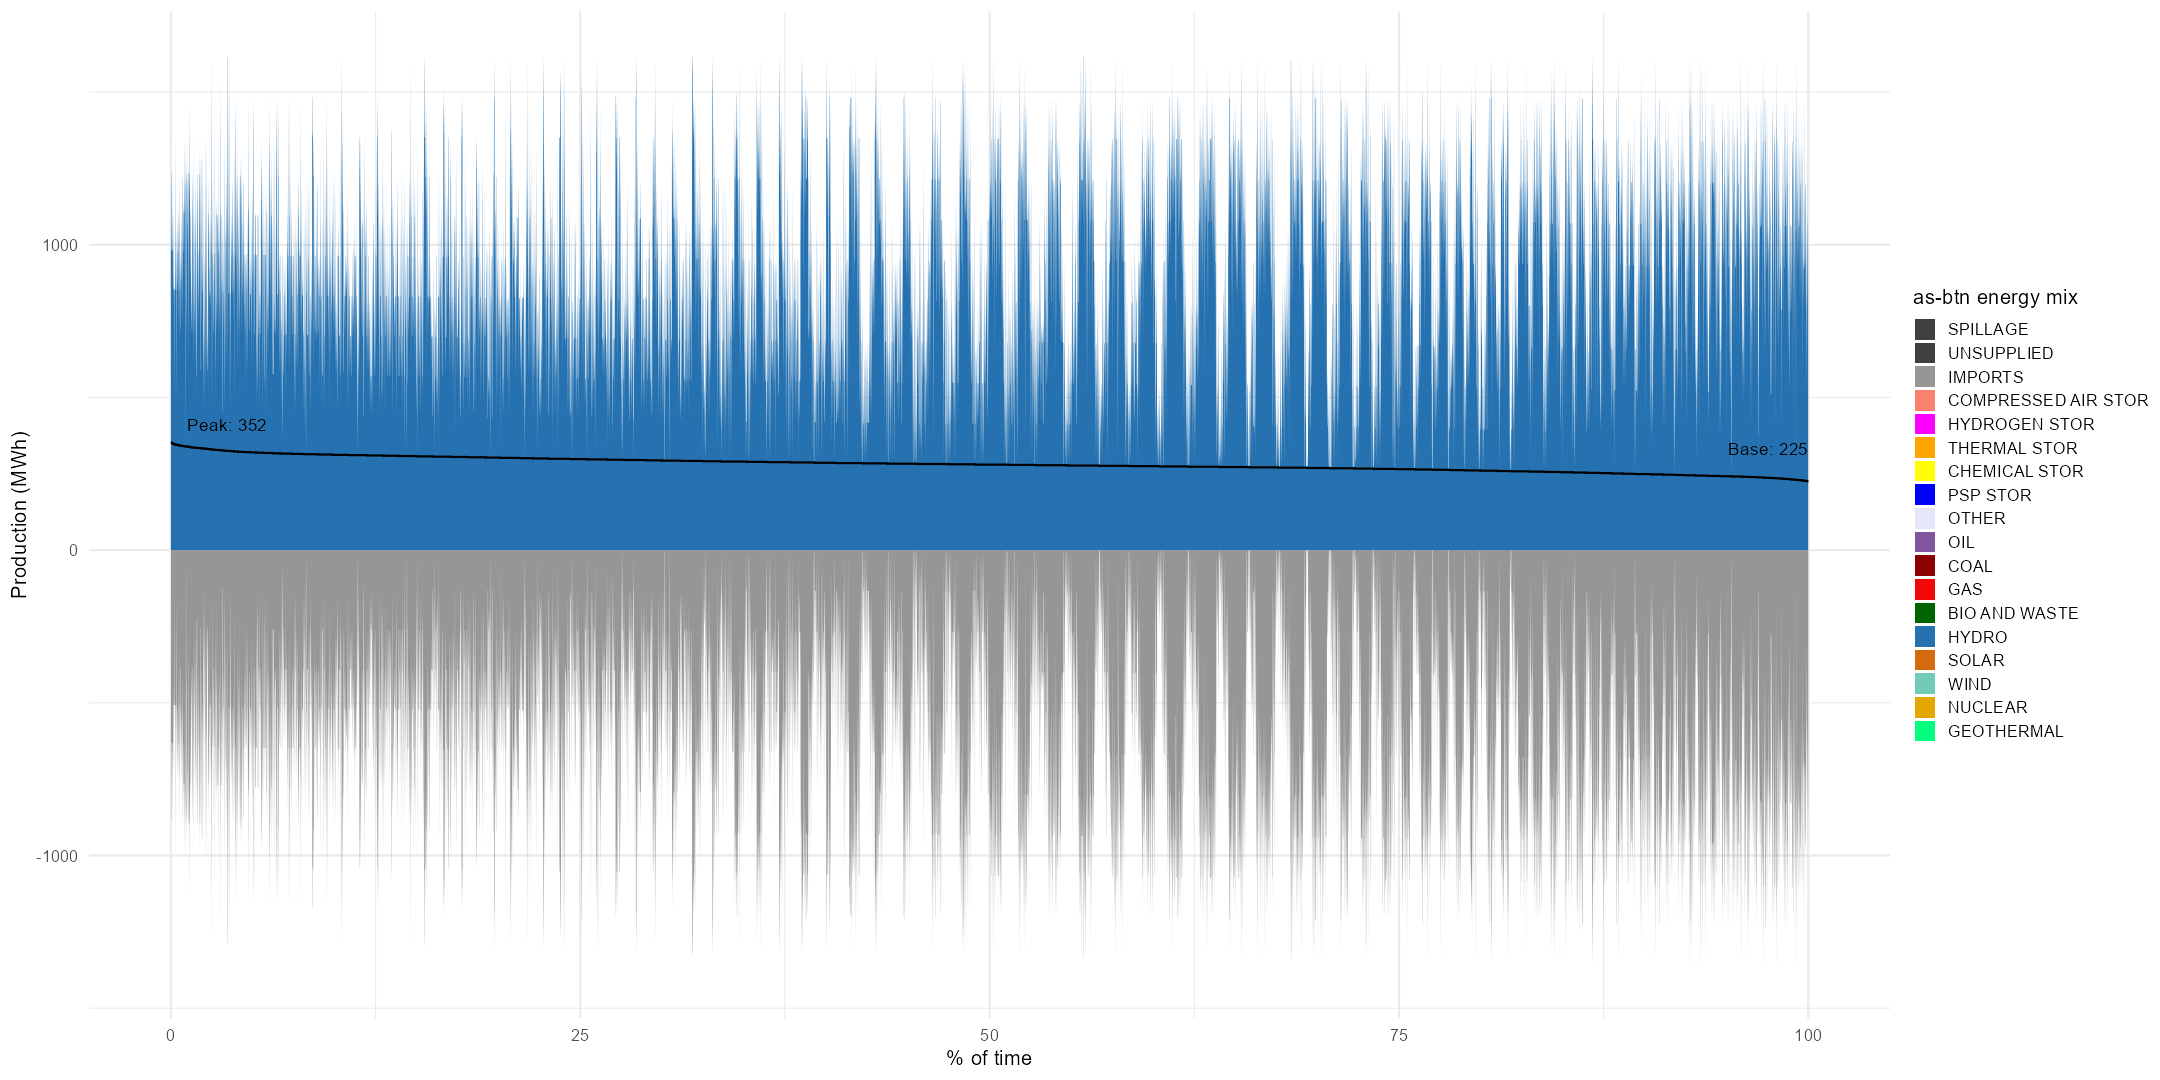 Production (MWh)
1000
0
-1000
Peak: 352
Base: 225
0
25
50
75
100
% of time
as-btn energy mix
SPILLAGE
UNSUPPLIED
IMPORTS
COMPRESSED AIR STOR
HYDROGEN STOR
THERMAL STOR
CHEMICAL STOR
PSP STOR
OTHER
OIL
COAL
GAS
BIO AND WASTE
HYDRO
SOLAR
WIND
NUCLEAR
GEOTHERMAL